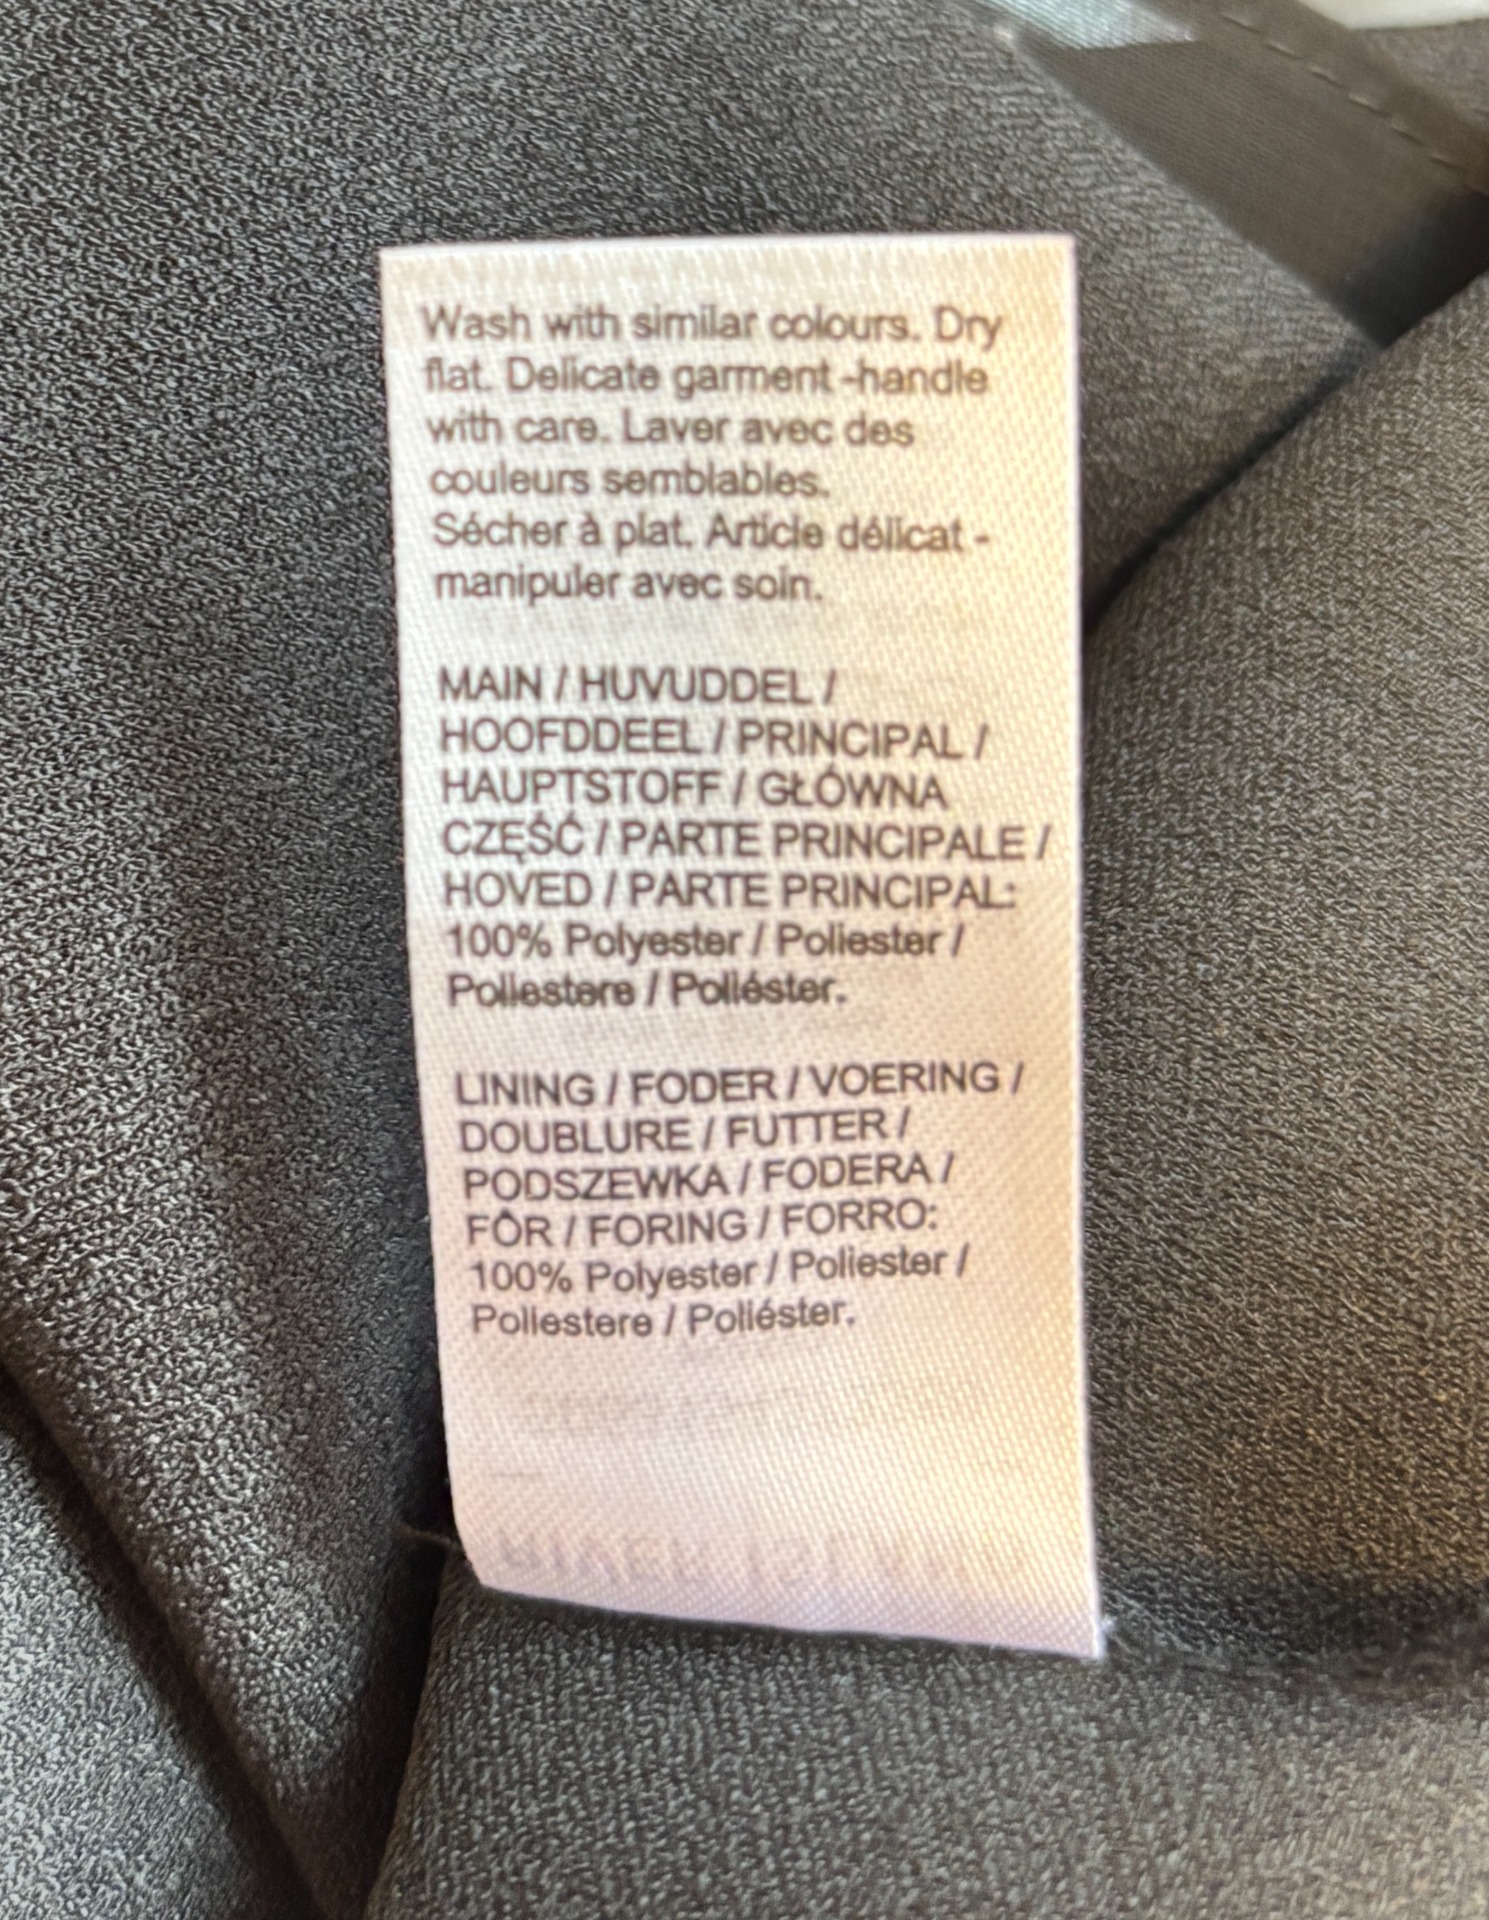 Wash with similar colours. Dry
flat. Delicate garment -handle
with care. Laver avec des
couleurs semblables.
Sécher à plat. Article délicat -
manipuler avec soin.
MAIN / HUVUDDEL /
HOOFDDEEL / PRINCIPAL /
HAUPTSTOFF / GŁÓWNA
CZĘŚĆ / PARTE PRINCIPALE /
HOVED / PARTE PRINCIPAL:
100% Polyester / Poliester /
Poliestere / Poliéster.
LINING / FODER / VOERING /
DOUBLURE / FUTTER /
PODSZEWKA / FODERA /
FÔR / FORING / FORRO:
100% Polyester / Poliester /
Poliestere / Poliéster.